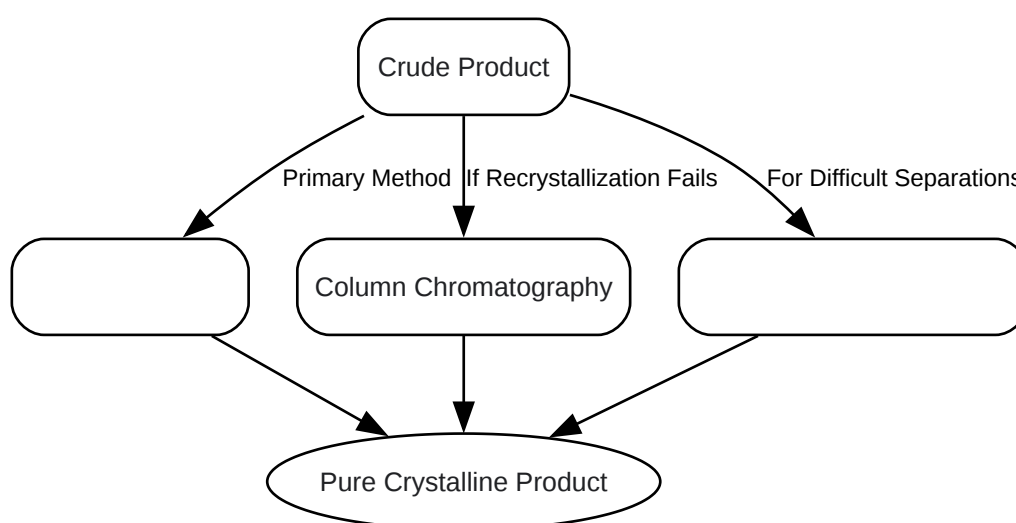 Crude Product
Primary Method
If Recrystallization Fails
For Difficult Separations
Column Chromatography
Pure Crystalline Product